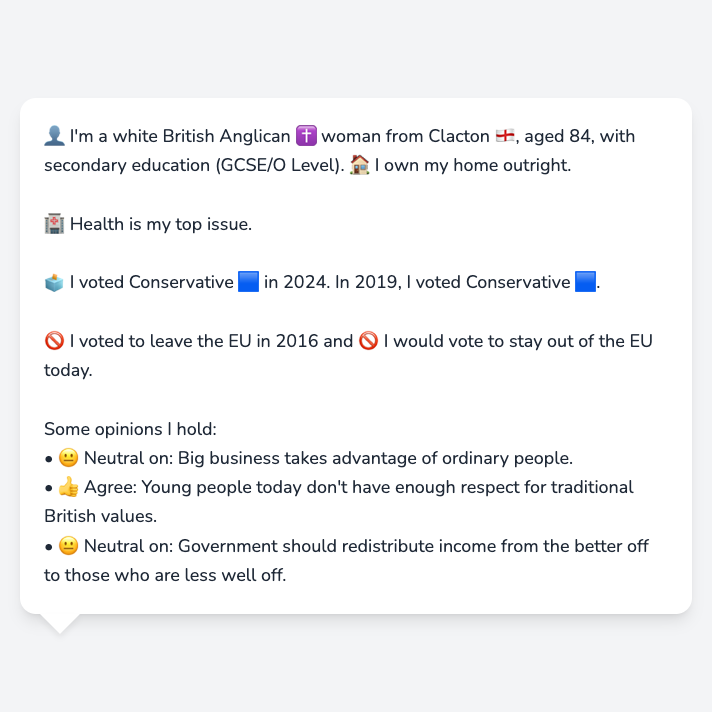 👤 I'm a white British Anglican ✝️ woman from Clacton 🏴󠁧󠁢󠁥󠁮󠁧󠁿, aged 84, with
secondary education (GCSE/O Level). 🏠 I own my home outright.
🏥 Health is my top issue.
🗳️ I voted Conservative 🟦 in 2024. In 2019, I voted Conservative 🟦.
🚫 I voted to leave the EU in 2016 and 🚫 I would vote to stay out of the EU
today.
Some opinions I hold:
• 😐 Neutral on: Big business takes advantage of ordinary people.
• 👍 Agree: Young people today don't have enough respect for traditional
British values.
• 😐 Neutral on: Government should redistribute income from the better off
to those who are less well off.